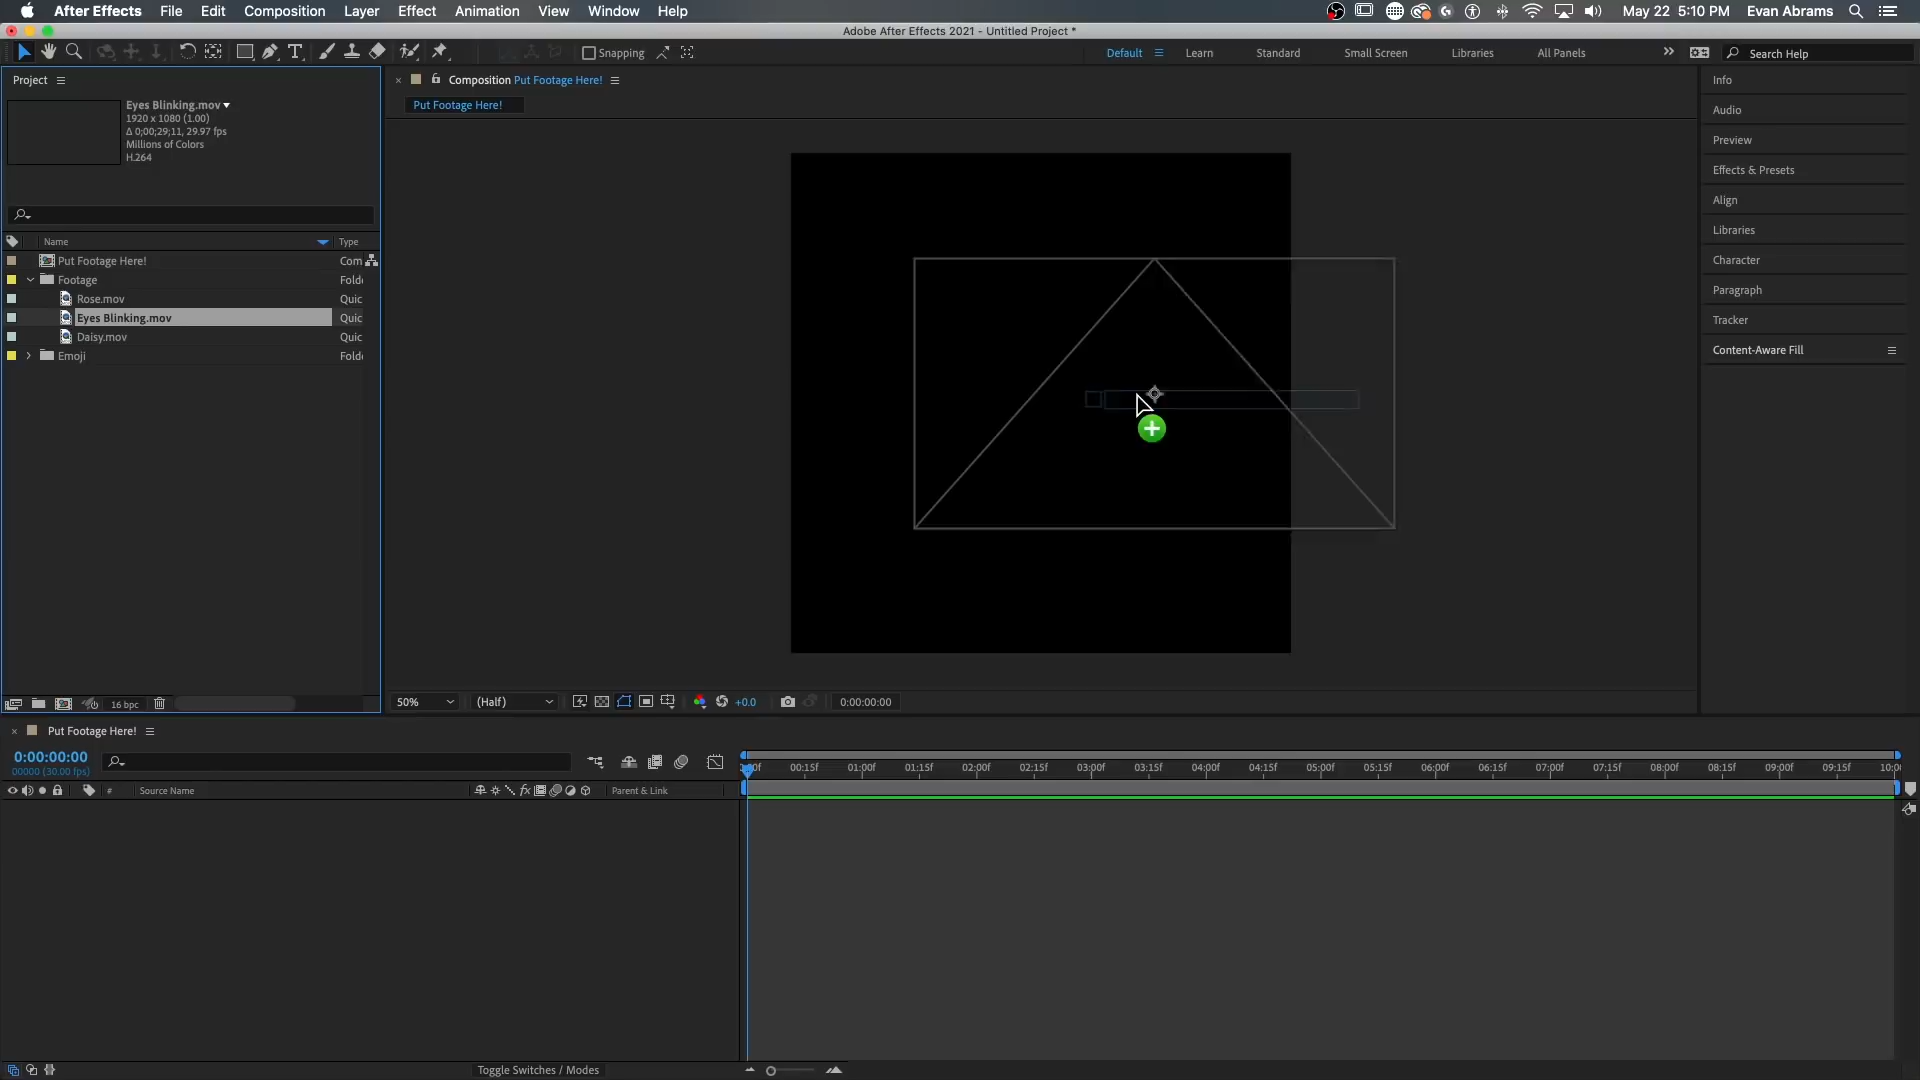 After Effects File Edit Composition Layer Effect Animation View Window Help May 22 5:10 PM Evan Abrams
Adobe After Effects 2021 - Untitled Project *
Snapping Default Learn Standard Small Screen Libraries All Panels Search Help
Project
Composition Put Footage Here!
Put Footage Here!
Eyes Blinking.mov
1920 x 1080 (1.00)
Δ 0;00;29;11, 29.97 fps
Millions of Colors
H.264
Name Type
Put Footage Here! Com
Footage Folde
Rose.mov Quic
Eyes Blinking.mov Quic
Daisy.mov Quic
Emoji Folde
Info
Audio
Preview
Effects & Presets
Align
Libraries
Character
Paragraph
Tracker
Content-Aware Fill
16 bpc
50% (Half) +0.0 0:00:00:00
Put Footage Here!
0:00:00:00
00000 (30.00 fps)
00f 00:15f 01:00f 01:15f 02:00f 02:15f 03:00f 03:15f 04:00f 04:15f 05:00f 05:15f 06:00f 06:15f 07:00f 07:15f 08:00f 08:15f 09:00f 09:15f 10:0
# Source Name fx Parent & Link
Toggle Switches / Modes